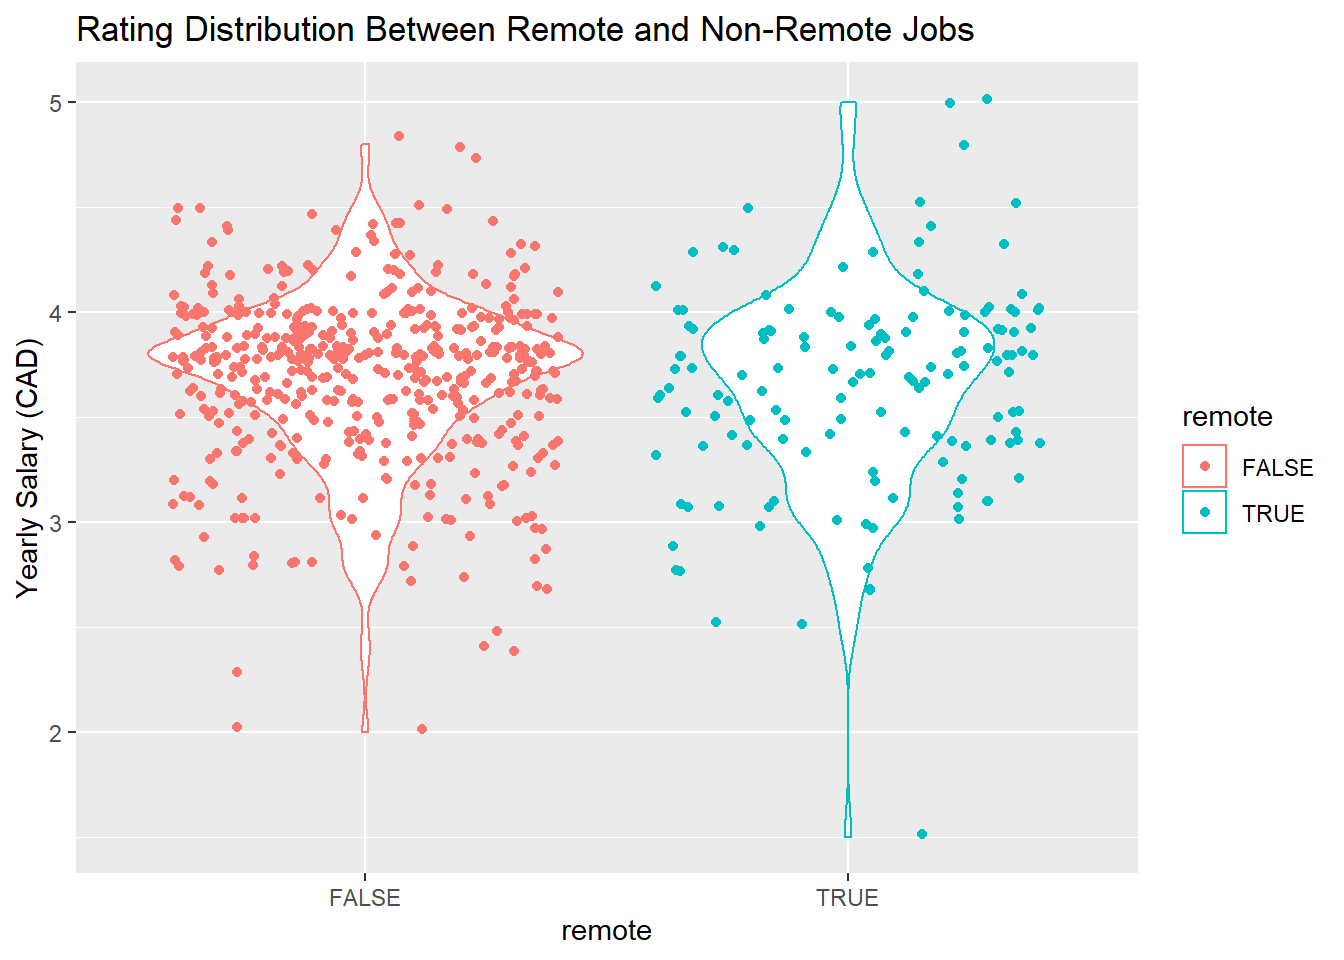 Rating Distribution Between Remote and Non-Remote Jobs
Yearly Salary (CAD)
5
4
3
2
FALSE
TRUE
remote
remote
FALSE
TRUE